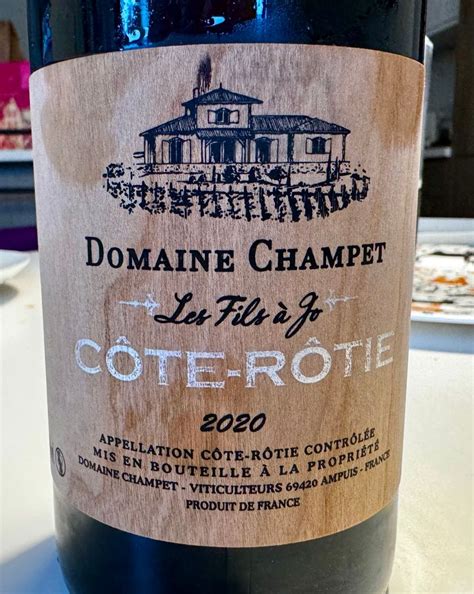 DOMAINE CHAMPET
Les Fils à Jo
CÔTE-RÔTIE
2020
APPELLATION CÔTE-RÔTIE CONTRÔLÉE
MIS EN BOUTEILLE À LA PROPRIÉTÉ
DOMAINE CHAMPET - VITICULTEURS 69420 AMPUIS - FRANCE
PRODUIT DE FRANCE